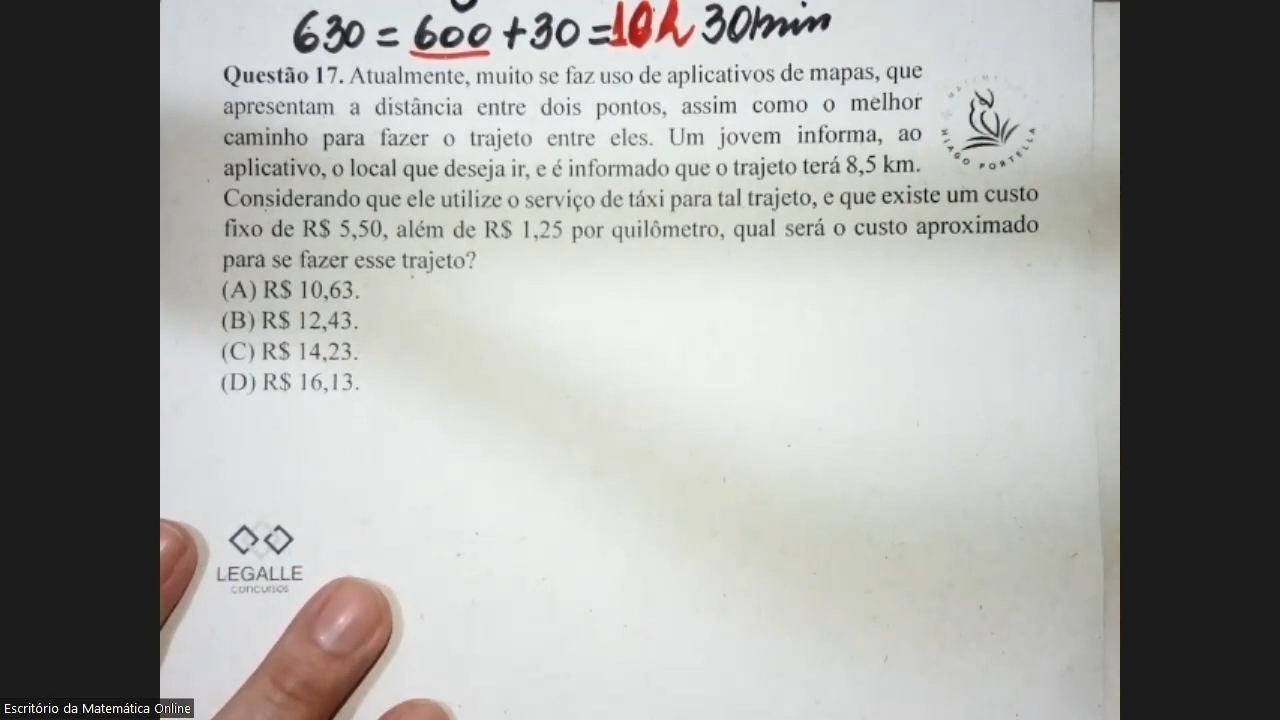 630 = 600 + 30 = 10h 30min
Questão 17. Atualmente, muito se faz uso de aplicativos de mapas, que
apresentam a distância entre dois pontos, assim como o melhor
caminho para fazer o trajeto entre eles. Um jovem informa, ao
aplicativo, o local que deseja ir, e é informado que o trajeto terá 8,5 km.
Considerando que ele utilize o serviço de táxi para tal trajeto, e que existe um custo
fixo de R$ 5,50, além de R$ 1,25 por quilômetro, qual será o custo aproximado
para se fazer esse trajeto?
(A) R$ 10,63.
(B) R$ 12,43.
(C) R$ 14,23.
(D) R$ 16,13.
LEGALLE
concursos
Escritório da Matemática Online